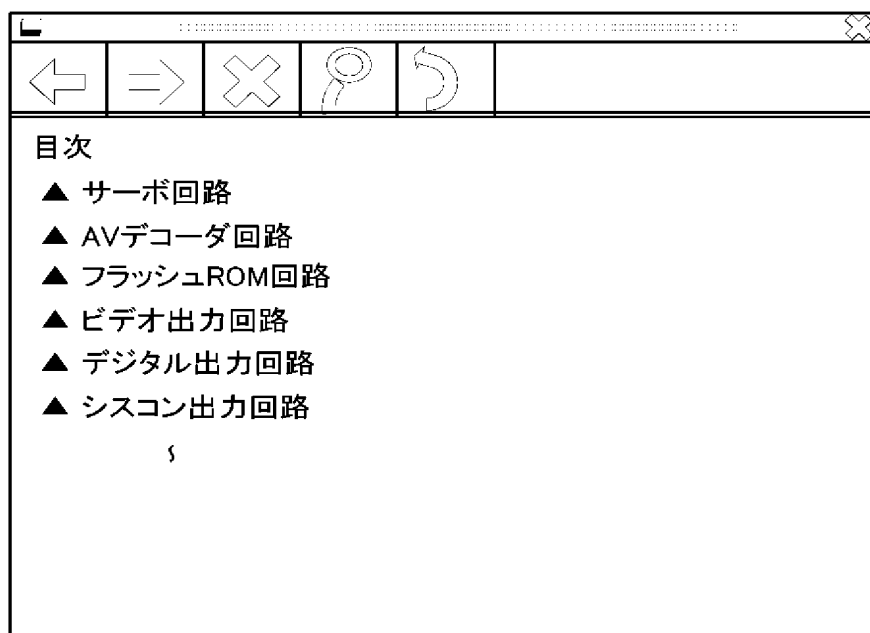 目次
▲ サーボ回路
▲ AVデコーダ回路
▲ フラッシュROM回路
▲ ビデオ出力回路
▲ デジタル出力回路
▲ シスコン出力回路
〜